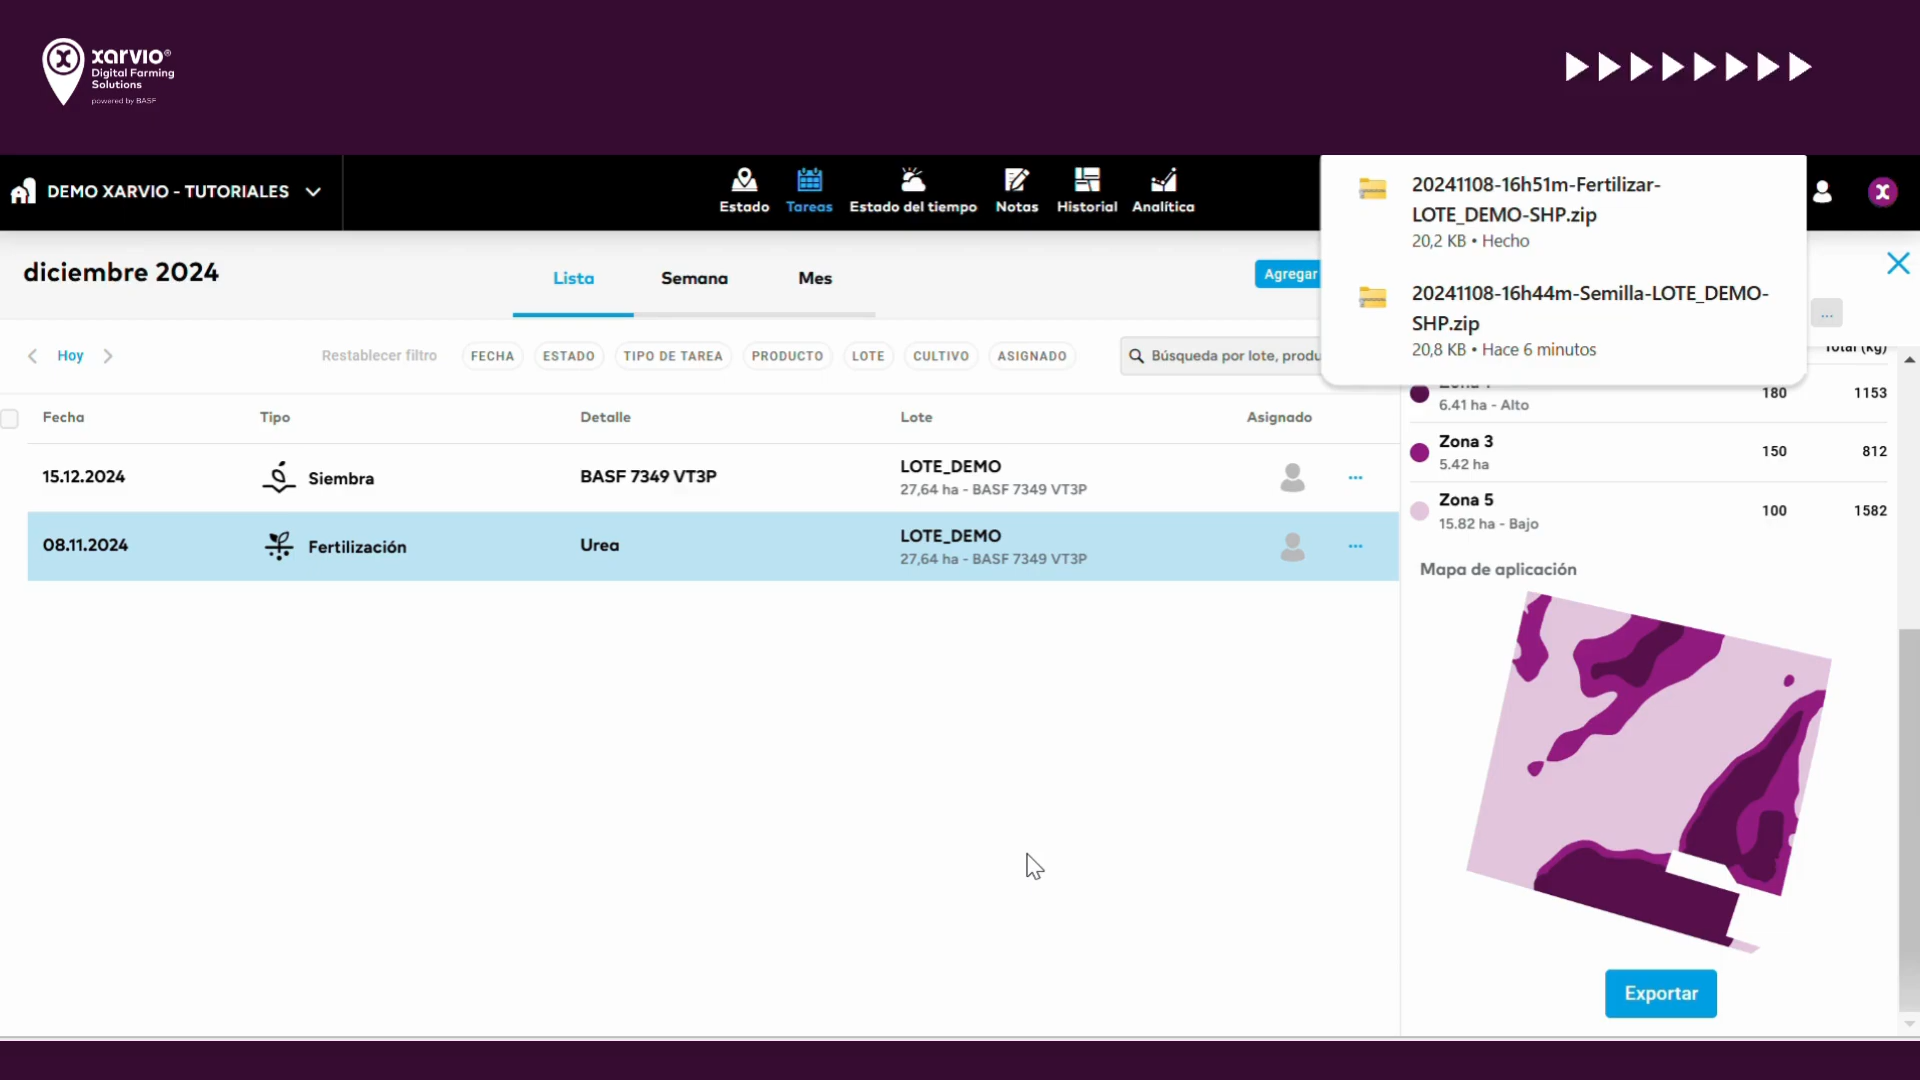 xarvio®
Digital Farming
Solutions
powered by BASF
DEMO XARVIO - TUTORIALES
Estado
Tareas
Estado del tiempo
Notas
Historial
Analítica
20241108-16h51m-Fertilizar-
LOTE_DEMO-SHP.zip
20,2 KB • Hecho
20241108-16h44m-Semilla-LOTE_DEMO-
SHP.zip
20,8 KB • Hace 6 minutos
diciembre 2024
Lista
Semana
Mes
Agregar
...
Hoy
Restablecer filtro
FECHA
ESTADO
TIPO DE TAREA
PRODUCTO
LOTE
CULTIVO
ASIGNADO
Búsqueda por lote, produ
Total (kg)
Fecha
Tipo
Detalle
Lote
Asignado
15.12.2024
Siembra
BASF 7349 VT3P
LOTE_DEMO
27,64 ha - BASF 7349 VT3P
...
08.11.2024
Fertilización
Urea
LOTE_DEMO
27,64 ha - BASF 7349 VT3P
...
6.41 ha - Alto
180
1153
Zona 3
5.42 ha
150
812
Zona 5
15.82 ha - Bajo
100
1582
Mapa de aplicación
Exportar